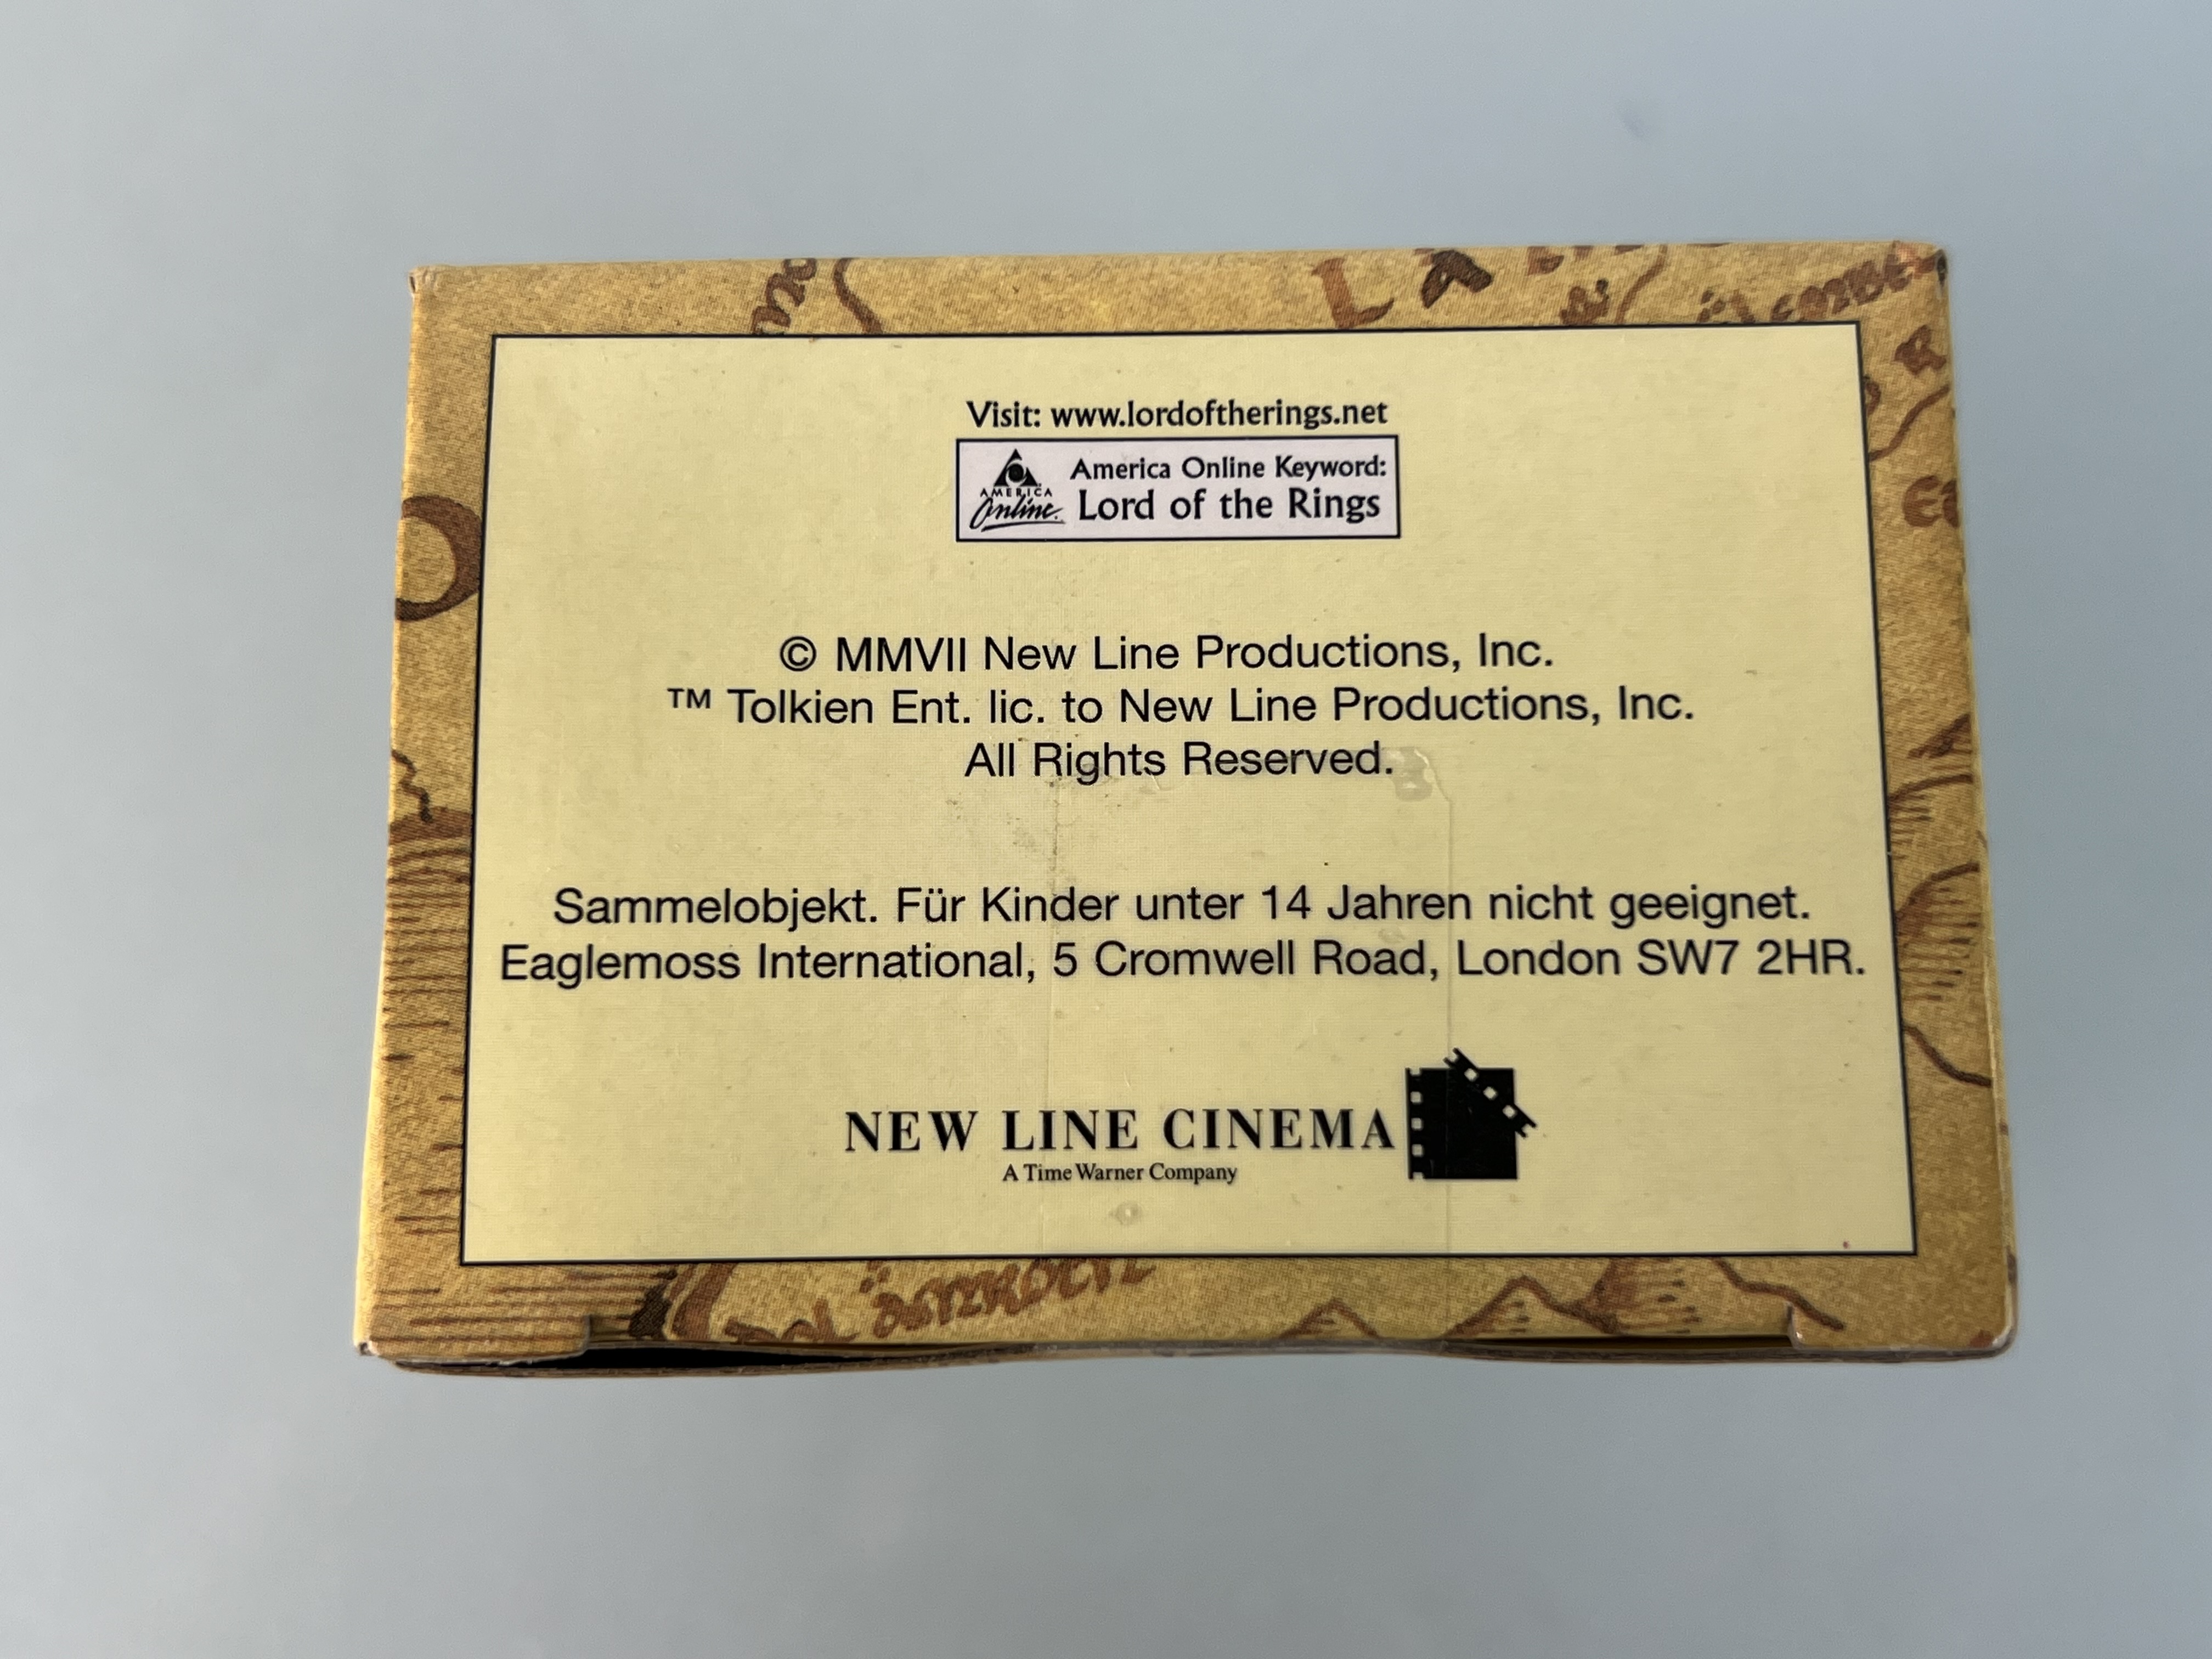 Visit: www.lordoftherings.net
AMERICA Online.
America Online Keyword:
Lord of the Rings
© MMVII New Line Productions, Inc.
™ Tolkien Ent. lic. to New Line Productions, Inc.
All Rights Reserved.
Sammelobjekt. Für Kinder unter 14 Jahren nicht geeignet.
Eaglemoss International, 5 Cromwell Road, London SW7 2HR.
NEW LINE CINEMA
A Time Warner Company